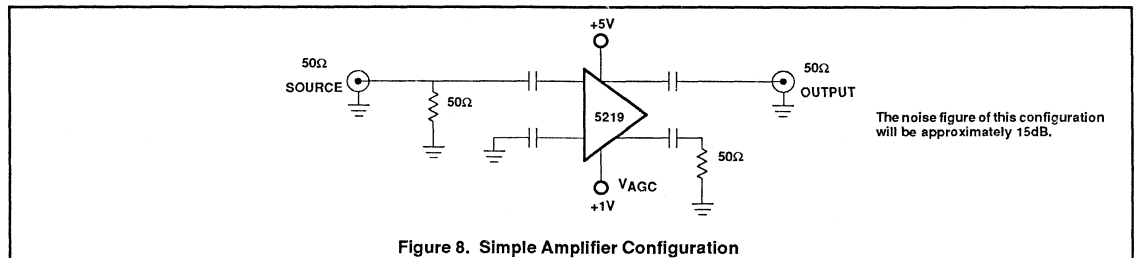 +5V
50Ω
SOURCE
50Ω
5219
50Ω
OUTPUT
50Ω
VAGC
+1V
The noise figure of this configuration
will be approximately 15dB.
Figure 8. Simple Amplifier Configuration